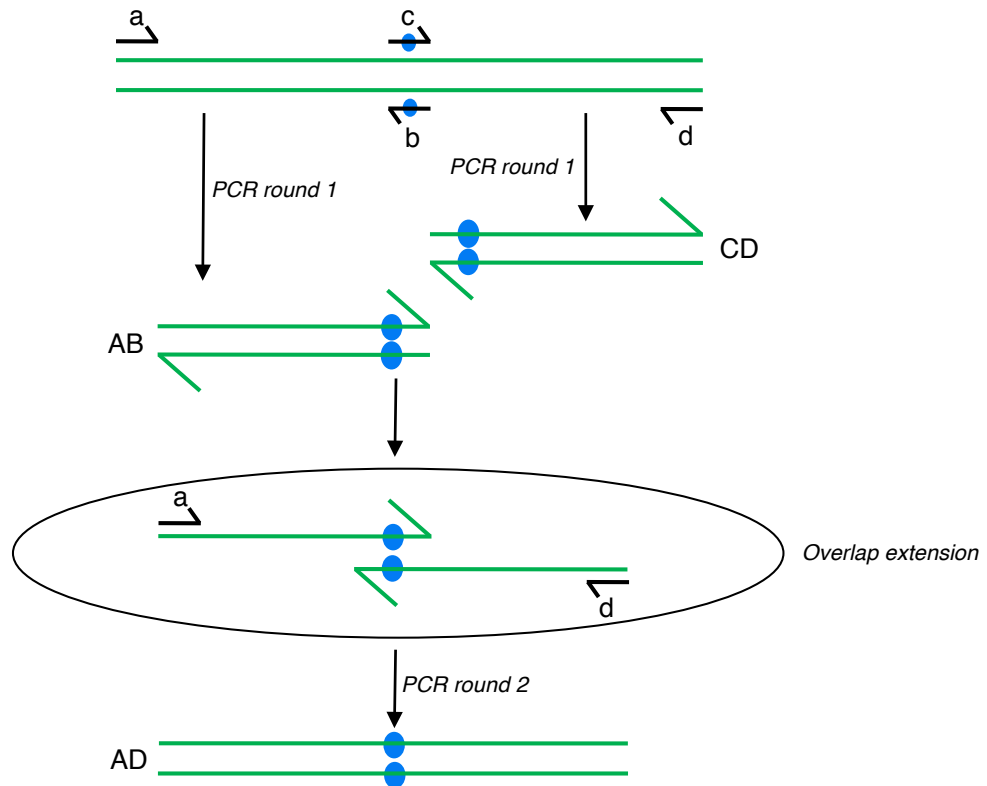 a
c
b
d
PCR round 1
PCR round 1
CD
AB
a
d
Overlap extension
PCR round 2
AD